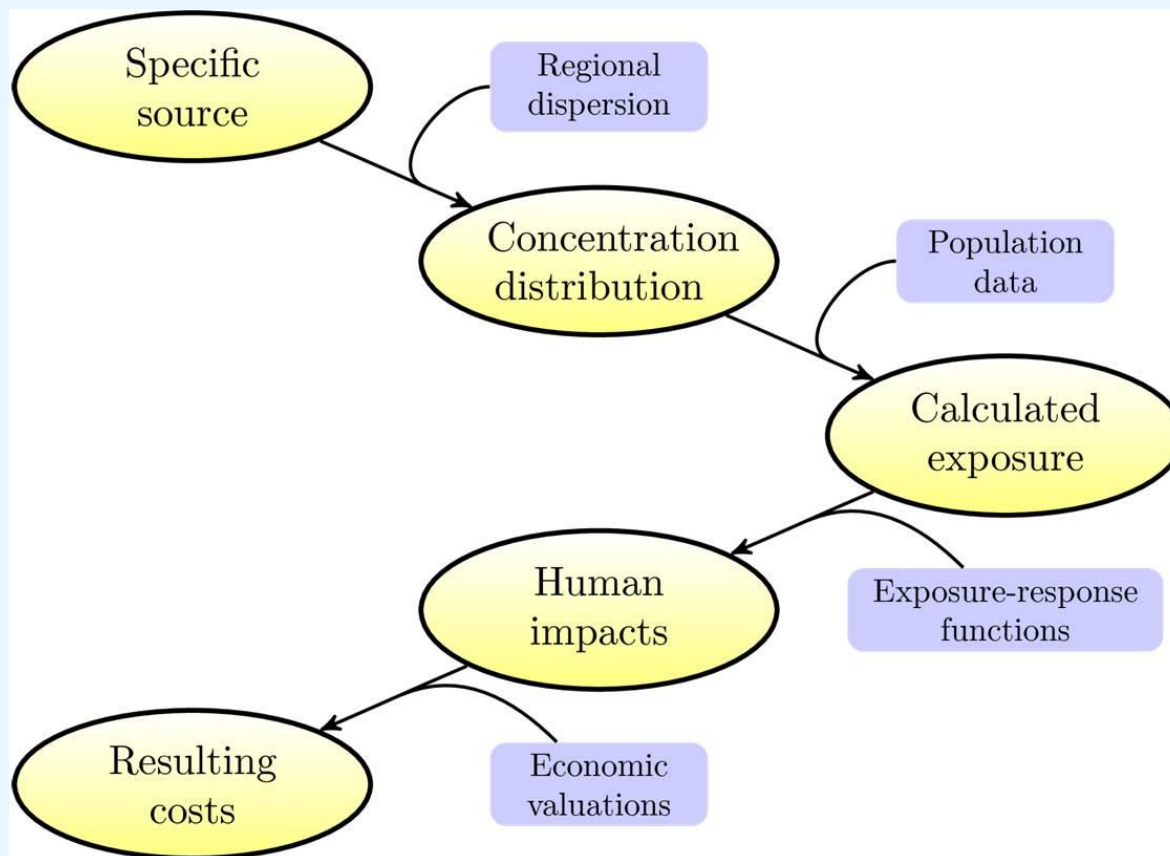 Specific
source
Regional
dispersion
Concentration
distribution
Population
data
Calculated
exposure
Human
impacts
Exposure-response
functions
Resulting
costs
Economic
valuations